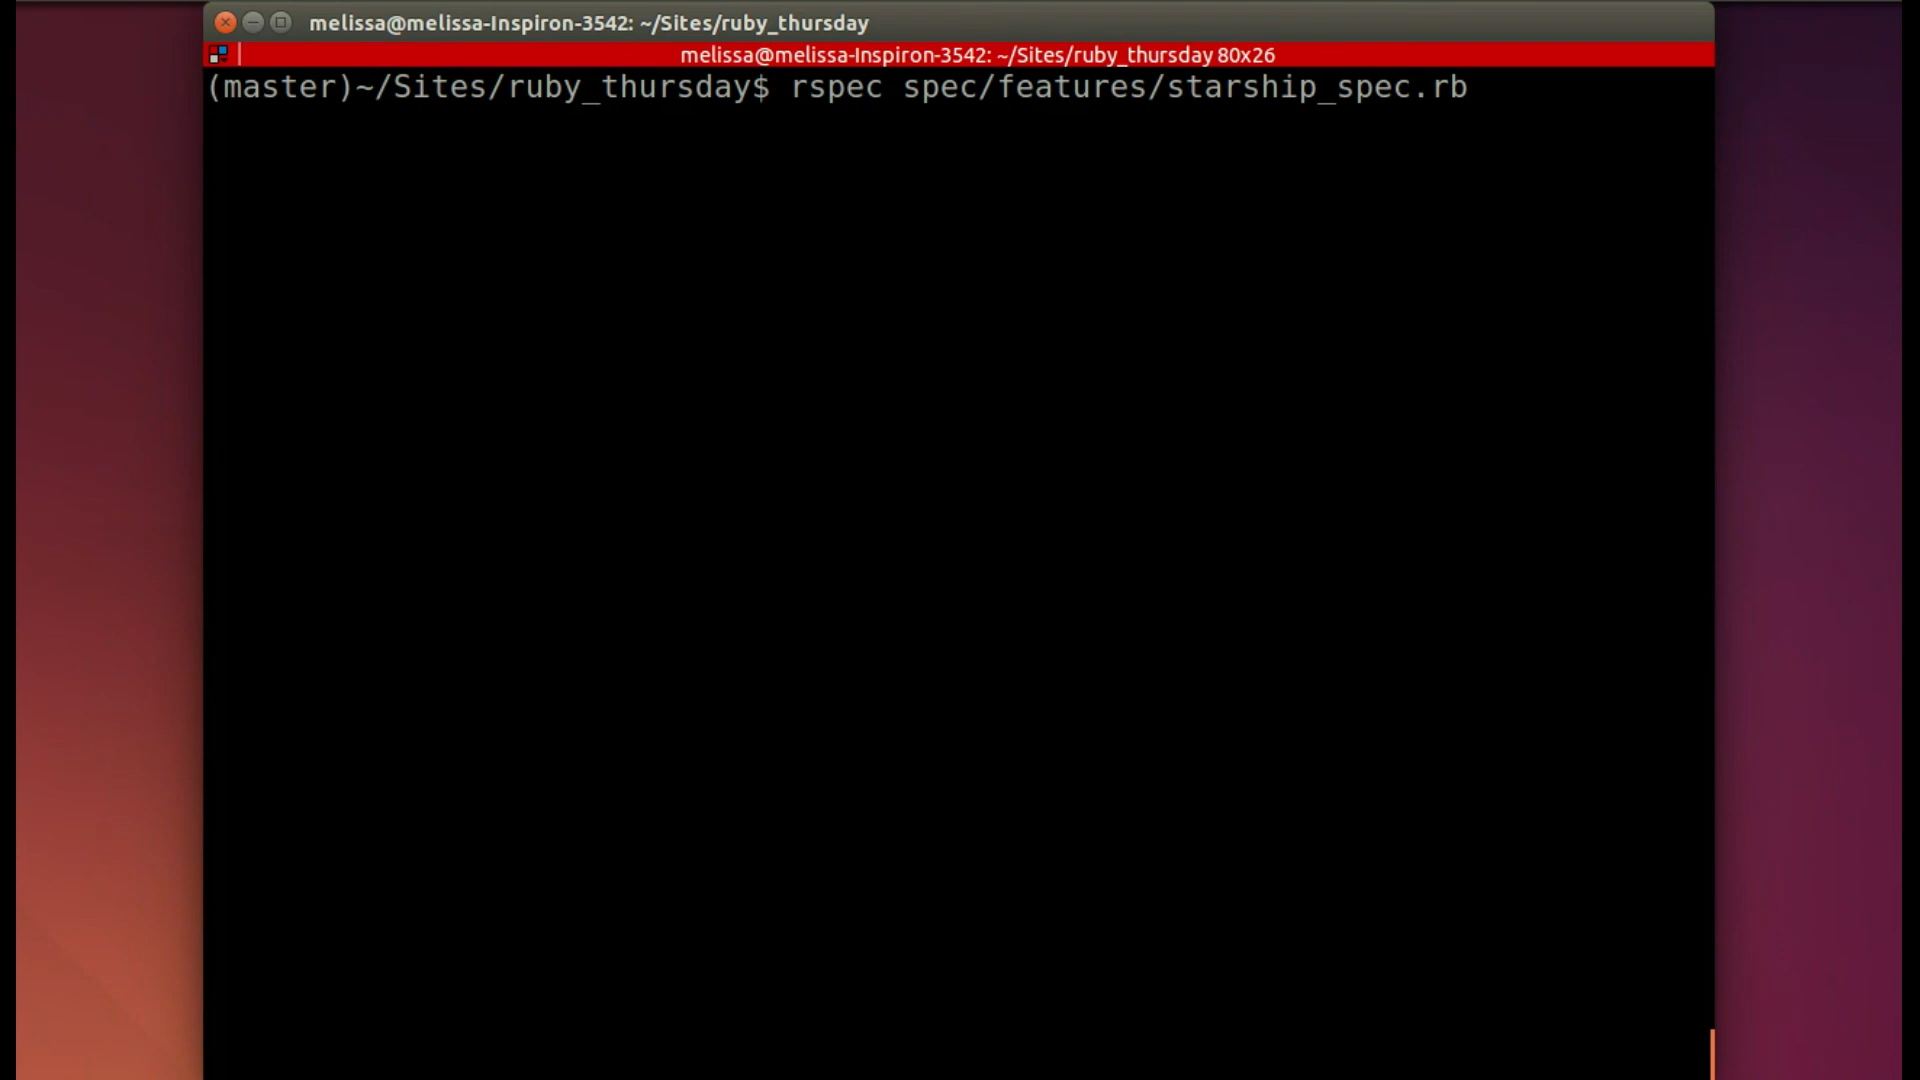 melissa@melissa-Inspiron-3542: ~/Sites/ruby_thursday
melissa@melissa-Inspiron-3542: ~/Sites/ruby_thursday 80x26
(master)~/Sites/ruby_thursday$ rspec spec/features/starship_spec.rb